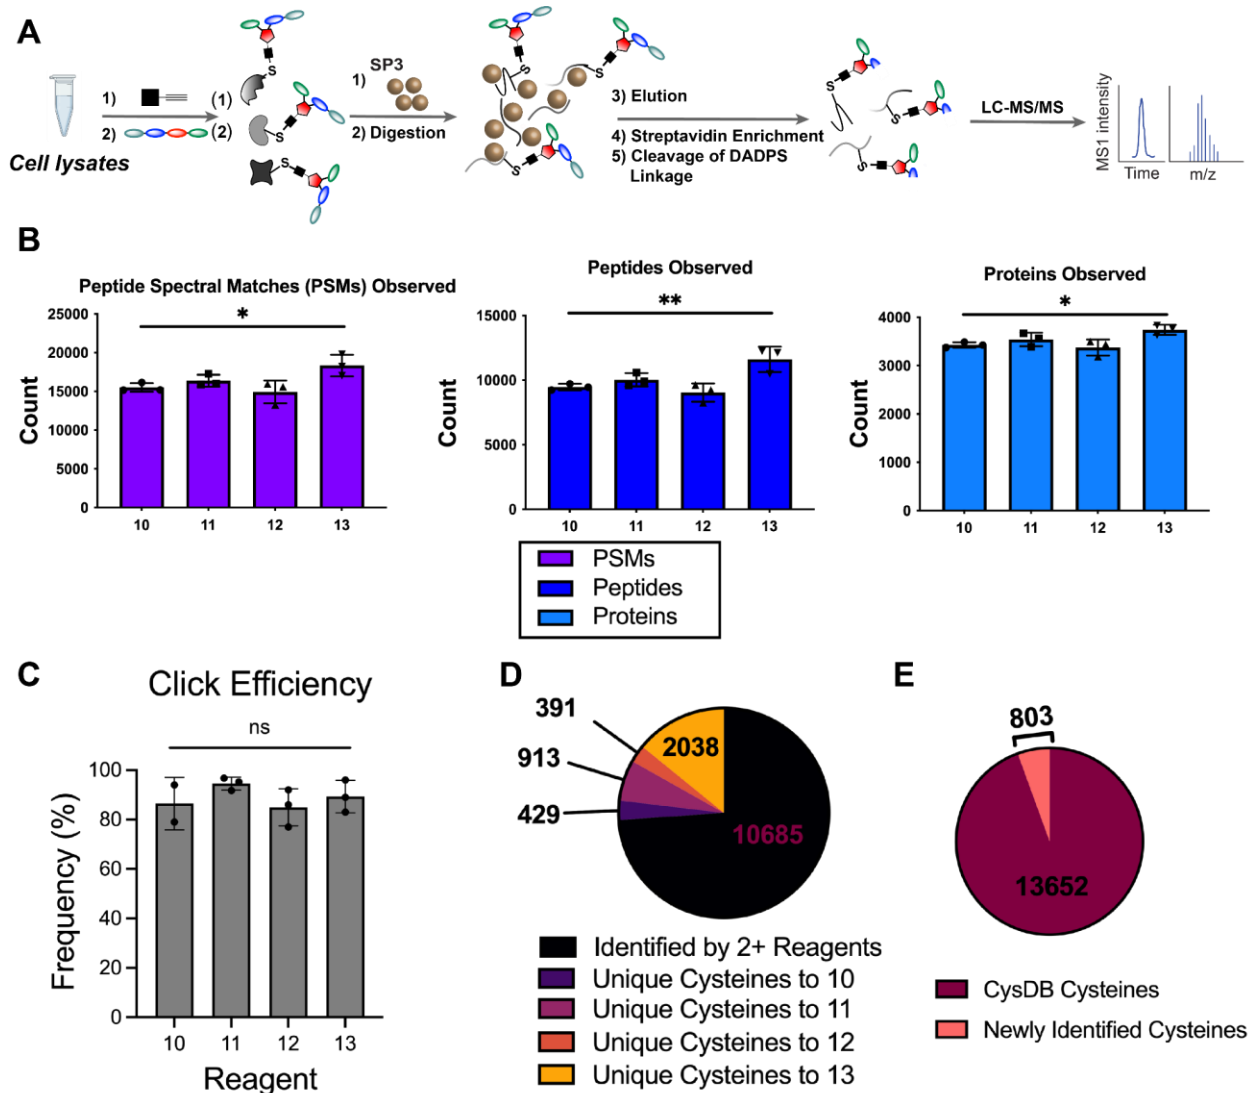 A
Cell lysates
1)
(1)
2)
(2)
S
S
S
SP3
1)
2) Digestion
S
S
S
3) Elution
4) Streptavidin Enrichment
5) Cleavage of DADPS
Linkage
S
S
S
LC-MS/MS
MS1 intensity
Time
m/z
B
Peptide Spectral Matches (PSMs) Observed
*
Count
25000
20000
15000
10000
5000
0
10 11 12 13
Peptides Observed
**
Count
15000
10000
5000
0
10 11 12 13
Proteins Observed
*
Count
4000
3000
2000
1000
0
10 11 12 13
PSMs
Peptides
Proteins
C
Click Efficiency
ns
Frequency (%)
100
80
60
40
20
0
10 11 12 13
Reagent
D
391
913
429
2038
10685
Identified by 2+ Reagents
Unique Cysteines to 10
Unique Cysteines to 11
Unique Cysteines to 12
Unique Cysteines to 13
E
803
13652
CysDB Cysteines
Newly Identified Cysteines